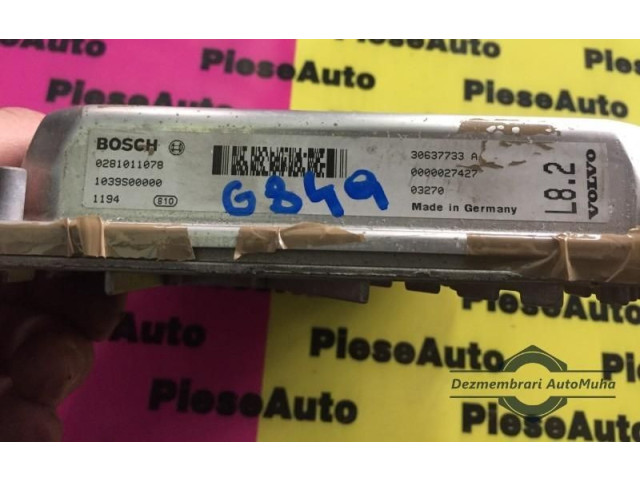 PieseAuto
PieseAuto
PieseAuto
BOSCH
0281011078
1039S00000
1194 810
30637733 A
0000027427
03270
Made in Germany
L8.2
VOLVO
G849
PieseAuto
PieseAuto
PieseAuto
PieseAuto
PieseAuto
Dezmembrari AutoMuha